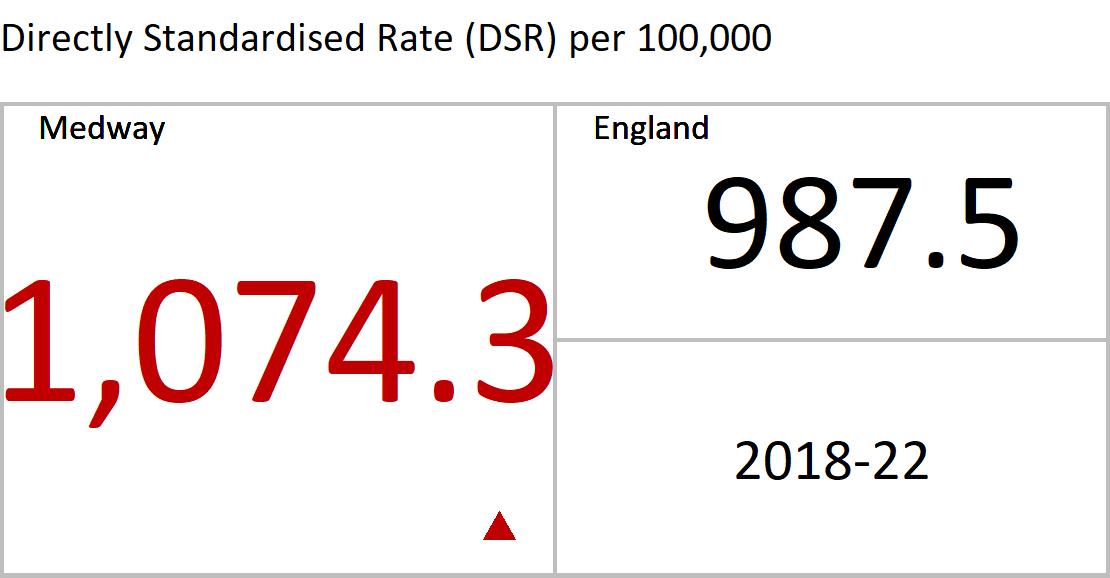 Directly Standardised Rate (DSR) per 100,000
Medway
1,074.3
England
987.5
2018-22